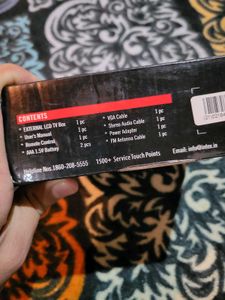 CONTENTS
• EXTERNAL LCD TV Box 1 pc
• User's Manual 1 pc
• Remote Control 1 pc
• AAA 1.5V Battery 2 pcs
• VGA Cable 1 pc
• Stereo Audio Cable 1 pc
• Power Adapter 1 pc
• FM Antenna Cable 1 pc
Helpline Nos.1860-208-5555 1500+ Service Touch Points Email: info@intex.in